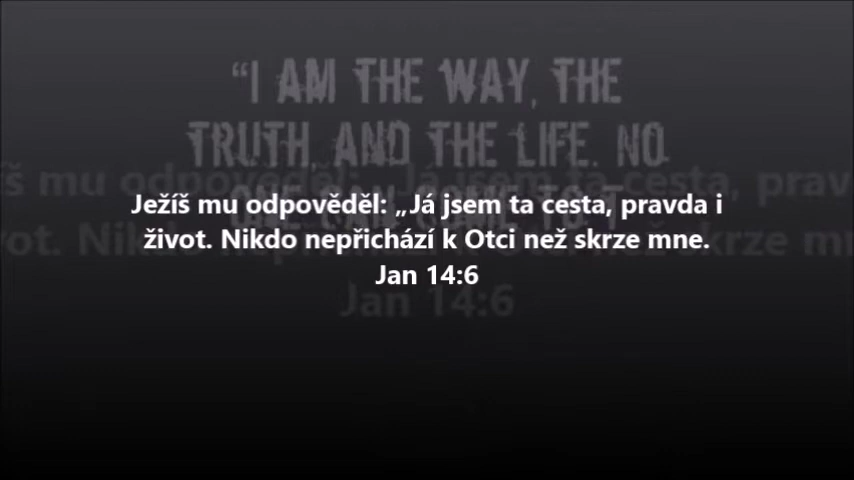 “I AM THE WAY, THE
TRUTH, AND THE LIFE. NO
Ježíš mu odpověděl: „Já jsem ta cesta, pravda i
život. Nikdo nepřichází k Otci než skrze mne.
Jan 14:6
Jan 14:6